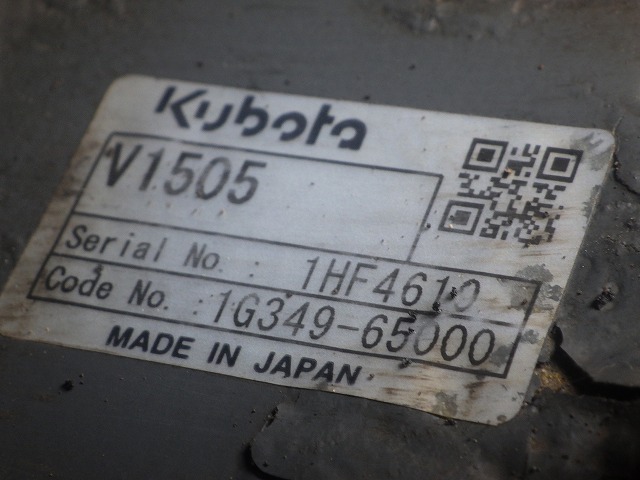 Kubota
V1505
Serial No. : 1HF4610
Code No. : 1G349-65000
MADE IN JAPAN